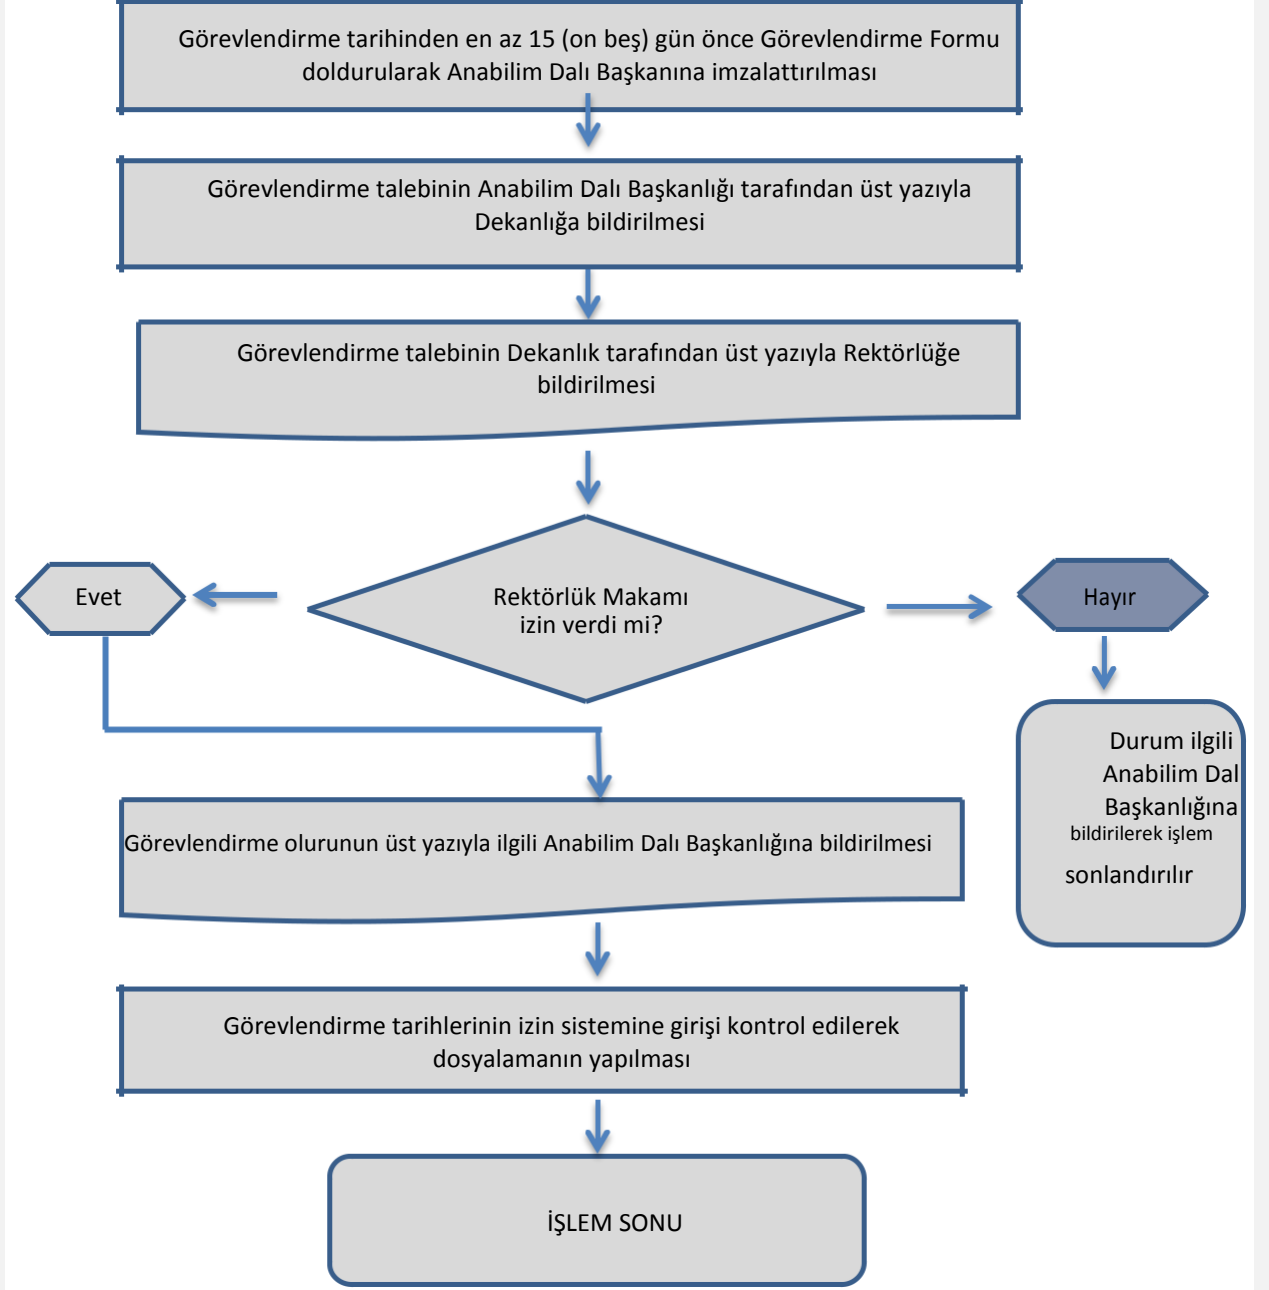 Görevlendirme tarihinden en az 15 (on beş) gün önce Görevlendirme Formu
doldurularak Anabilim Dalı Başkanına imzalattırılması
Görevlendirme talebinin Anabilim Dalı Başkanlığı tarafından üst yazıyla
Dekanlığa bildirilmesi
Görevlendirme talebinin Dekanlık tarafından üst yazıyla Rektörlüğe
bildirilmesi
Rektörlük Makamı
izin verdi mi?
Evet
Hayır
Durum ilgili
Anabilim Dal
Başkanlığına
bildirilerek işlem
sonlandırılır
Görevlendirme olurunun üst yazıyla ilgili Anabilim Dalı Başkanlığına bildirilmesi
Görevlendirme tarihlerinin izin sistemine girişi kontrol edilerek
dosyalamanın yapılması
İŞLEM SONU